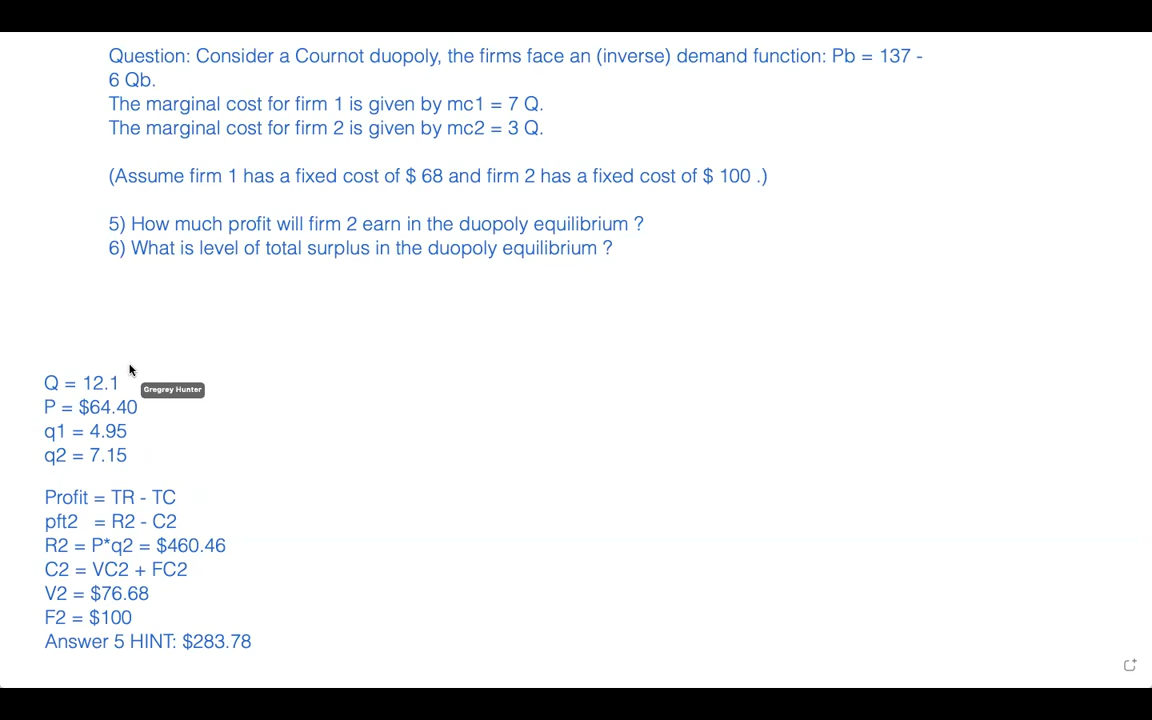 Question: Consider a Cournot duopoly, the firms face an (inverse) demand function: Pb = 137 -
6 Qb.
The marginal cost for firm 1 is given by mc1 = 7 Q.
The marginal cost for firm 2 is given by mc2 = 3 Q.
(Assume firm 1 has a fixed cost of $ 68 and firm 2 has a fixed cost of $ 100 .)
5) How much profit will firm 2 earn in the duopoly equilibrium ?
6) What is level of total surplus in the duopoly equilibrium ?
Q = 12.1
Gregrey Hunter
P = $64.40
q1 = 4.95
q2 = 7.15
Profit = TR - TC
pft2 = R2 - C2
R2 = P*q2 = $460.46
C2 = VC2 + FC2
V2 = $76.68
F2 = $100
Answer 5 HINT: $283.78